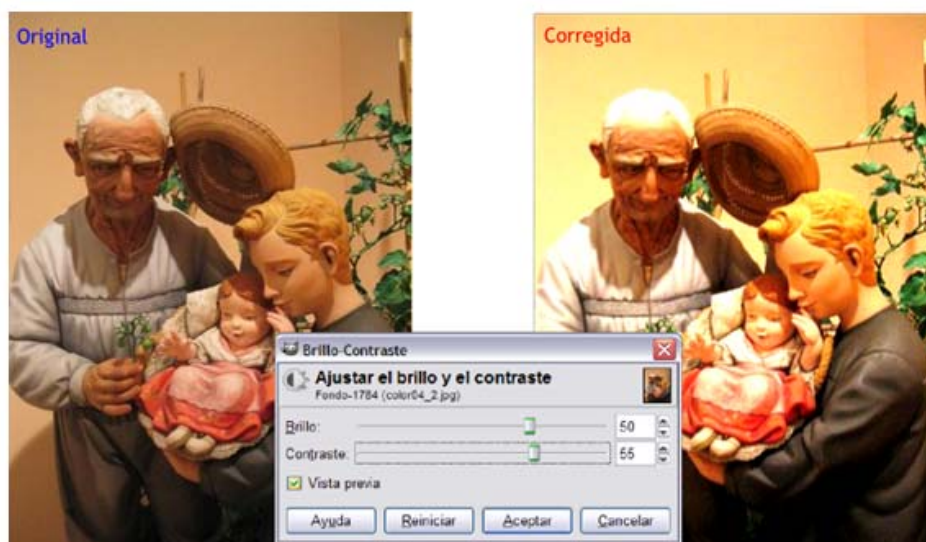 Original
Corregida
Brillo-Contraste
Ajustar el brillo y el contraste
Fondo-1784 (color04_2.jpg)
Brillo: 50
Contraste: 55
Vista previa
Ayuda Reiniciar Aceptar Cancelar